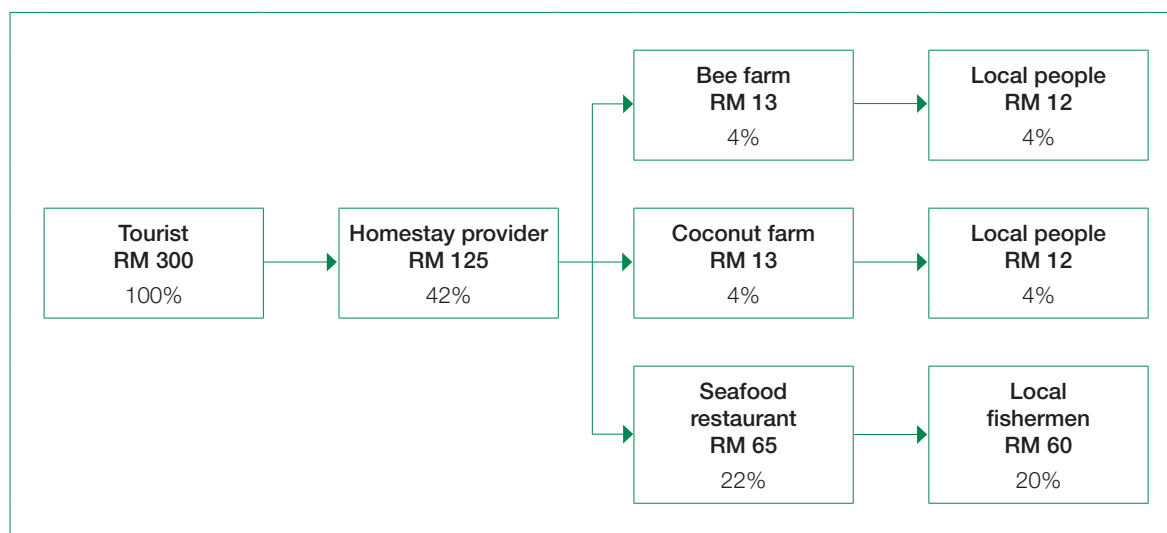 Tourist
RM 300
100%
Homestay provider
RM 125
42%
Bee farm
RM 13
4%
Local people
RM 12
4%
Coconut farm
RM 13
4%
Local people
RM 12
4%
Seafood
restaurant
RM 65
22%
Local
fishermen
RM 60
20%